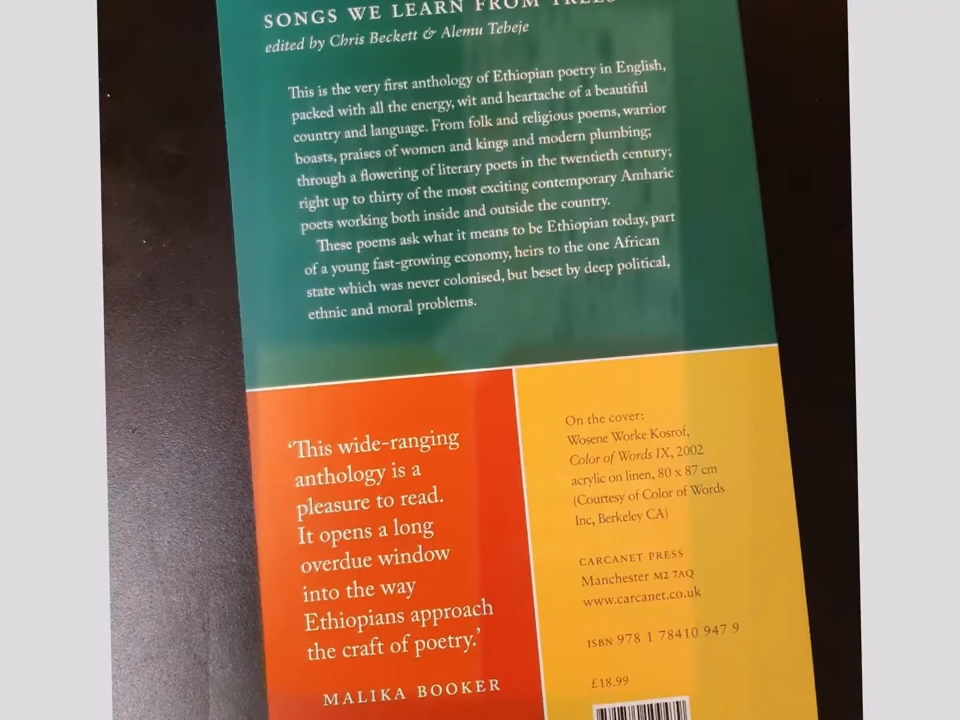 SONGS WE LEARN FROM TREES
edited by Chris Beckett & Alemu Tebeje
This is the very first anthology of Ethiopian poetry in English,
packed with all the energy, wit and heartache of a beautiful
country and language. From folk and religious poems, warrior
boasts, praises of women and kings and modern plumbing;
through a flowering of literary poets in the twentieth century;
right up to thirty of the most exciting contemporary Amharic
poets working both inside and outside the country.
These poems ask what it means to be Ethiopian today, part
of a young fast-growing economy, heirs to the one African
state which was never colonised, but beset by deep political,
ethnic and moral problems.
‘This wide-ranging
anthology is a
pleasure to read.
It opens a long
overdue window
into the way
Ethiopians approach
the craft of poetry.’
MALIKA BOOKER
On the cover:
Wosene Worke Kosrof,
Color of Words IX, 2002
acrylic on linen, 80 x 87 cm
(Courtesy of Color of Words
Inc, Berkeley CA)
CARCANET PRESS
Manchester M2 7AQ
www.carcanet.co.uk
ISBN 978 1 78410 947 9
£18.99